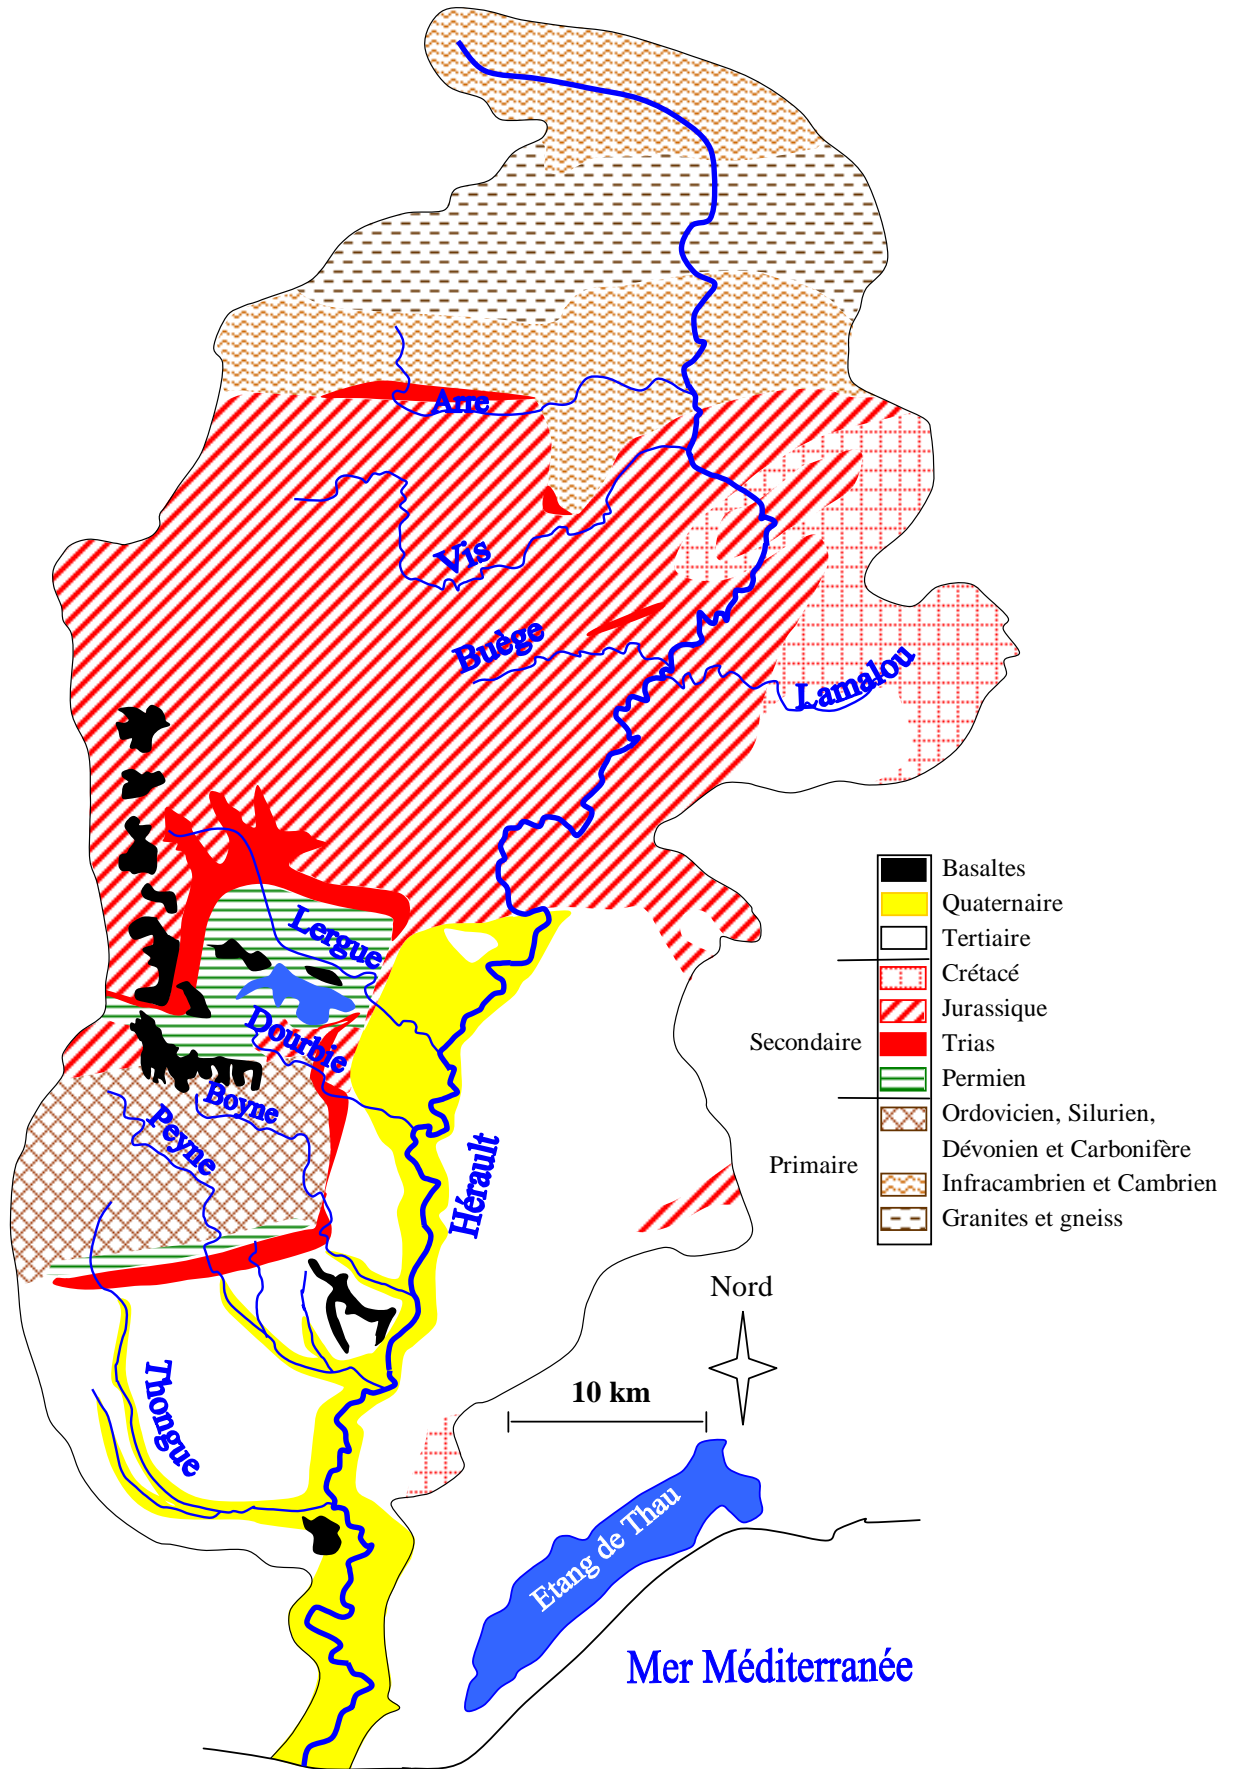 Arre
Vis
Buège
Lamalou
Basaltes
Quaternaire
Lergue
Tertiaire
Crétacé
Jurassique
Dourbie
Secondaire
Trias
Permien
Boyne
Ordovicien, Silurien,
Peyne
Dévonien et Carbonifère
Primaire
Hérault
Infracambrien et Cambrien
Granites et gneiss
Nord
Thongue
10 km
Etang de Thau
Mer Méditerranée